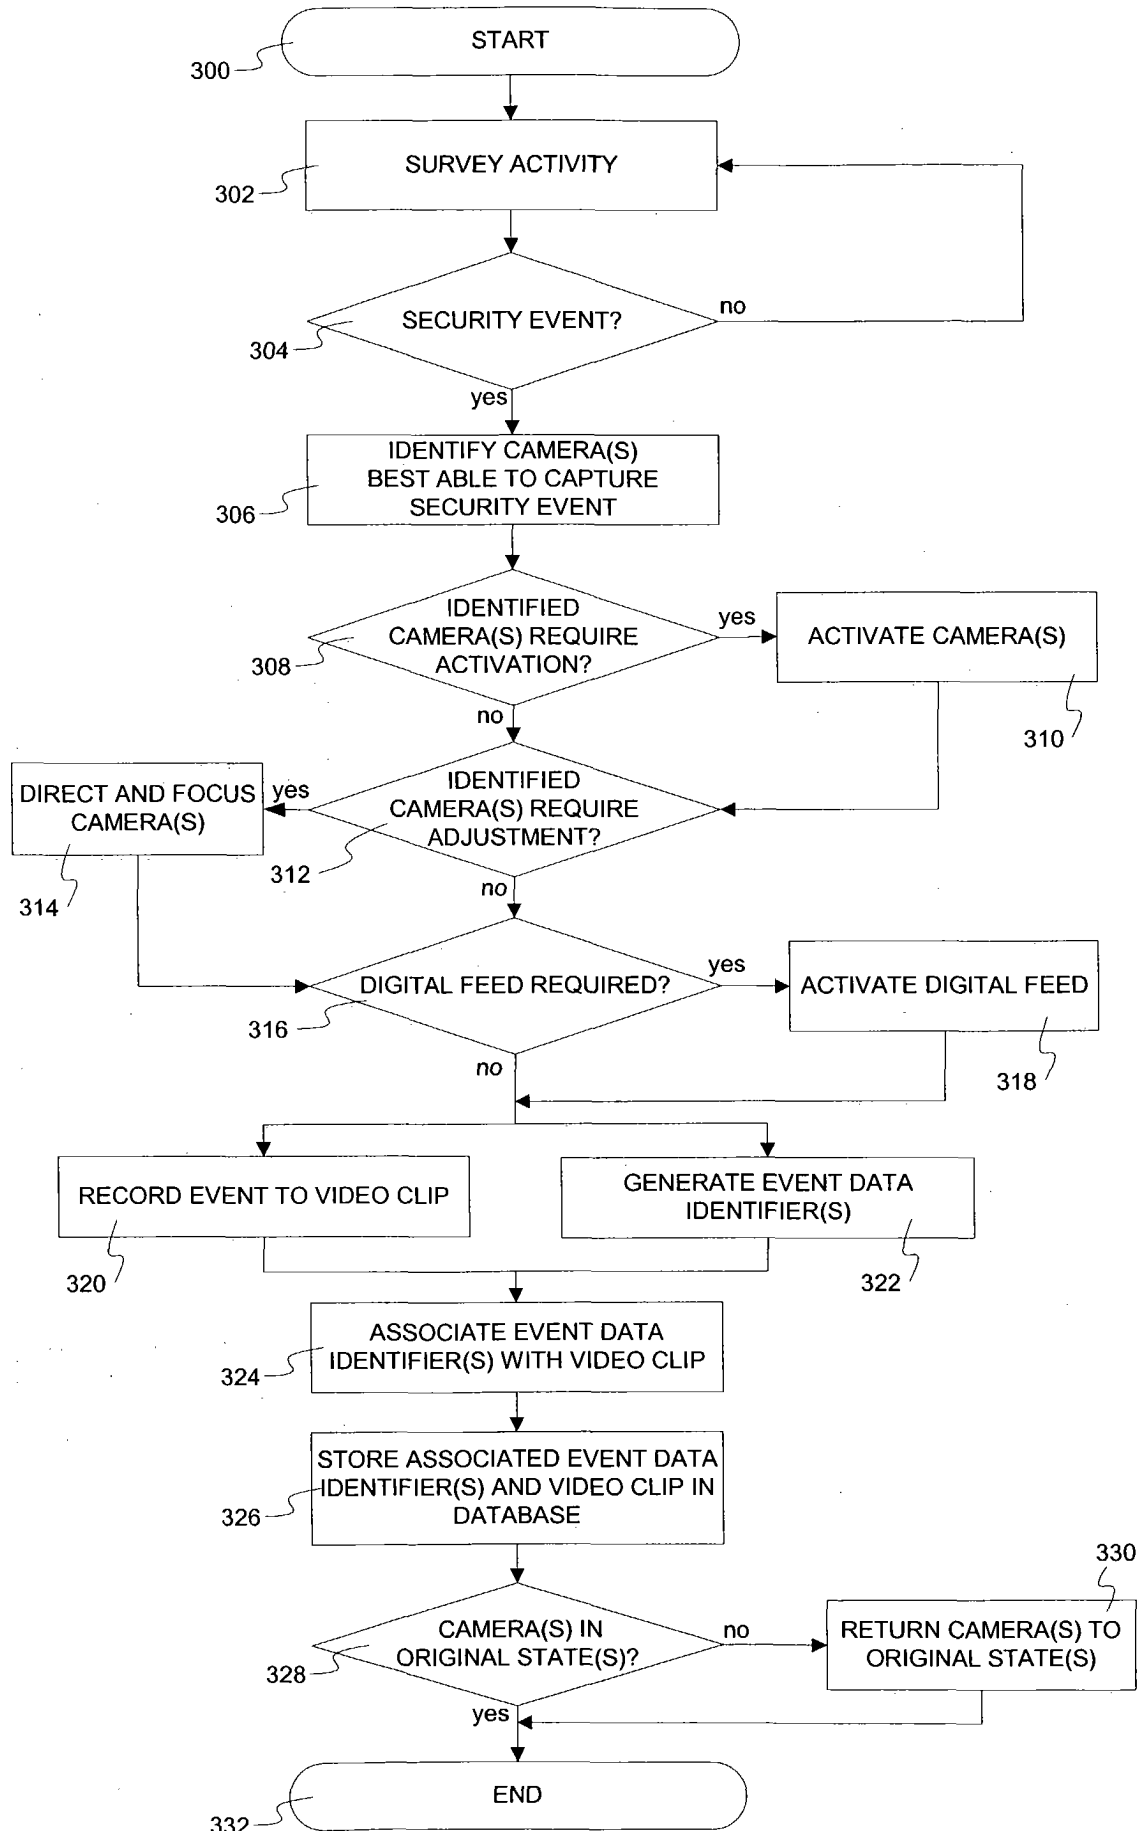 START
300
SURVEY ACTIVITY
302
SECURITY EVENT?
no
304
yes
IDENTIFY CAMERA(S)
BEST ABLE TO CAPTURE
SECURITY EVENT
306
IDENTIFIED
CAMERA(S) REQUIRE
ACTIVATION?
yes
308
ACTIVATE CAMERA(S)
310
no
IDENTIFIED
CAMERA(S) REQUIRE
ADJUSTMENT?
yes
312
DIRECT AND FOCUS
CAMERA(S)
314
no
DIGITAL FEED REQUIRED?
yes
316
ACTIVATE DIGITAL FEED
318
no
RECORD EVENT TO VIDEO CLIP
320
GENERATE EVENT DATA
IDENTIFIER(S)
322
ASSOCIATE EVENT DATA
IDENTIFIER(S) WITH VIDEO CLIP
324
STORE ASSOCIATED EVENT DATA
IDENTIFIER(S) AND VIDEO CLIP IN
DATABASE
326
CAMERA(S) IN
ORIGINAL STATE(S)?
no
328
330
RETURN CAMERA(S) TO
ORIGINAL STATE(S)
yes
END
332